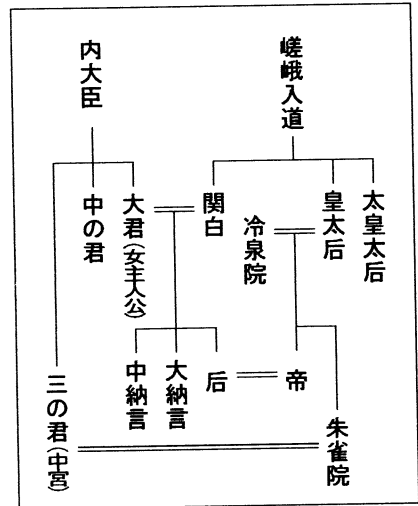 嵯峨入道
太皇太后
皇太后
冷泉院
関白
内大臣
大君(女主人公)
中の君
朱雀院
帝
后
大納言
中納言
三の君(中宮)